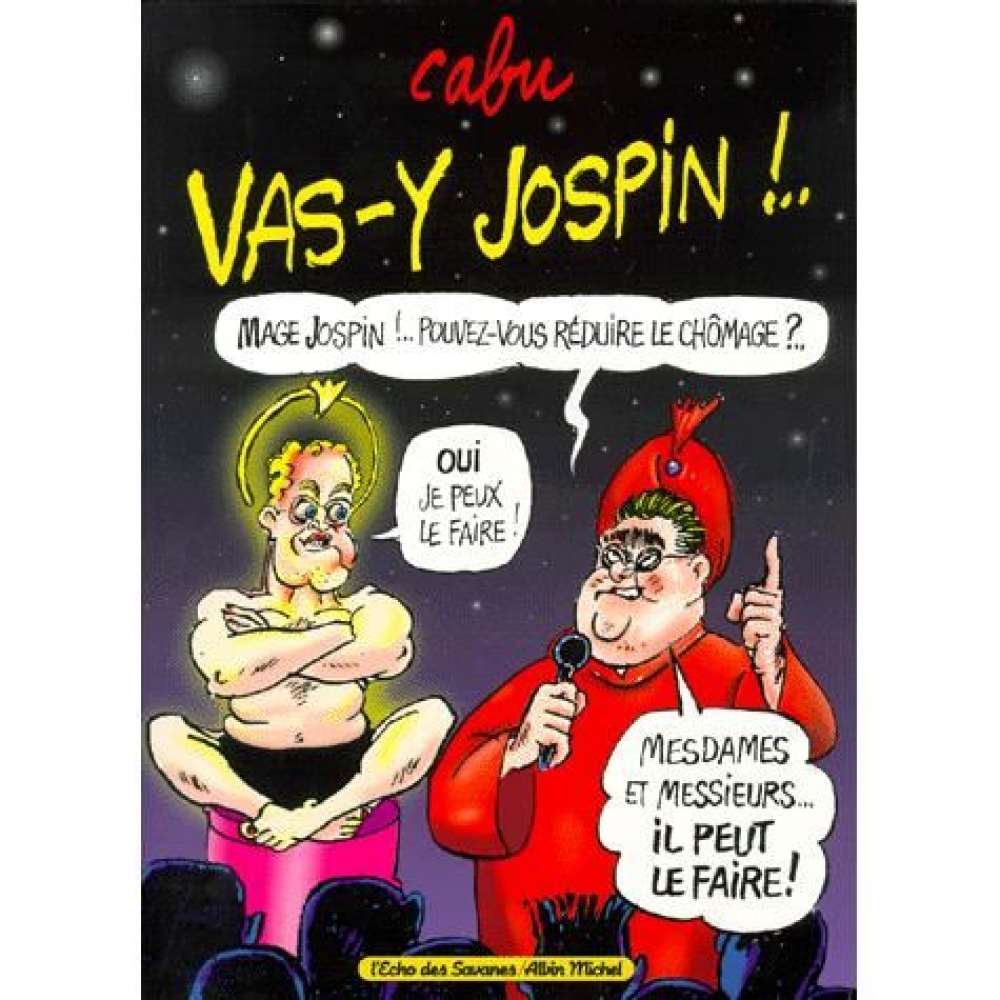 cabu
VAS-Y JOSPIN !..
MAGE JOSPIN !.. POUVEZ-VOUS RÉDUIRE LE CHÔMAGE ?..
OUI
JE PEUX
LE FAIRE !
MESDAMES
ET MESSIEURS...
IL PEUT
LE FAIRE !
l'Echo des Savanes/Albin Michel